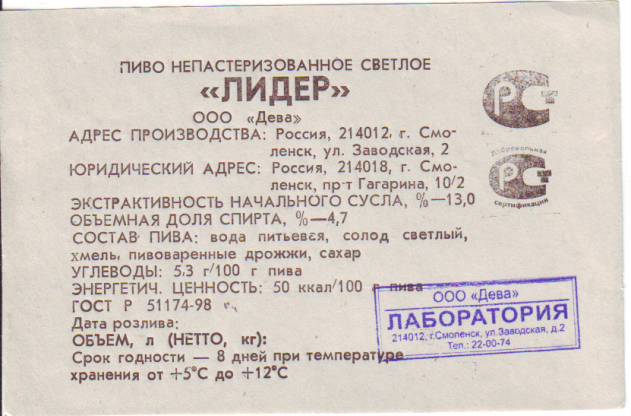 ПИВО НЕПАСТЕРИЗОВАННОЕ СВЕТЛОЕ
«ЛИДЕР»
ООО «Дева»
АДРЕС ПРОИЗВОДСТВА: Россия, 214012, г. Смо-
ленск, ул. Заводская, 2
ЮРИДИЧЕСКИЙ АДРЕС: Россия, 214018, г. Смо-
ленск, пр-т Гагарина, 10/2
ЭКСТРАКТИВНОСТЬ НАЧАЛЬНОГО СУСЛА, %—13,0
ОБЪЕМНАЯ ДОЛЯ СПИРТА, %—4,7
СОСТАВ ПИВА: вода питьевая, солод светлый,
хмель, пивоваренные дрожжи, сахар
УГЛЕВОДЫ: 5,3 г/100 г пива
ЭНЕРГЕТИЧ. ЦЕННОСТЬ: 50 ккал/100 г пива
ГОСТ Р 51174-98
Дата розлива:
ОБЪЕМ, л (НЕТТО, кг):
Срок годности — 8 дней при температуре
хранения от +5°С до +12°С
РСТ
добровольная
РСТ
сертификация
ООО «Дева»
ЛАБОРАТОРИЯ
214012, г.Смоленск, ул.Заводская, д.2
Тел.: 22-00-74